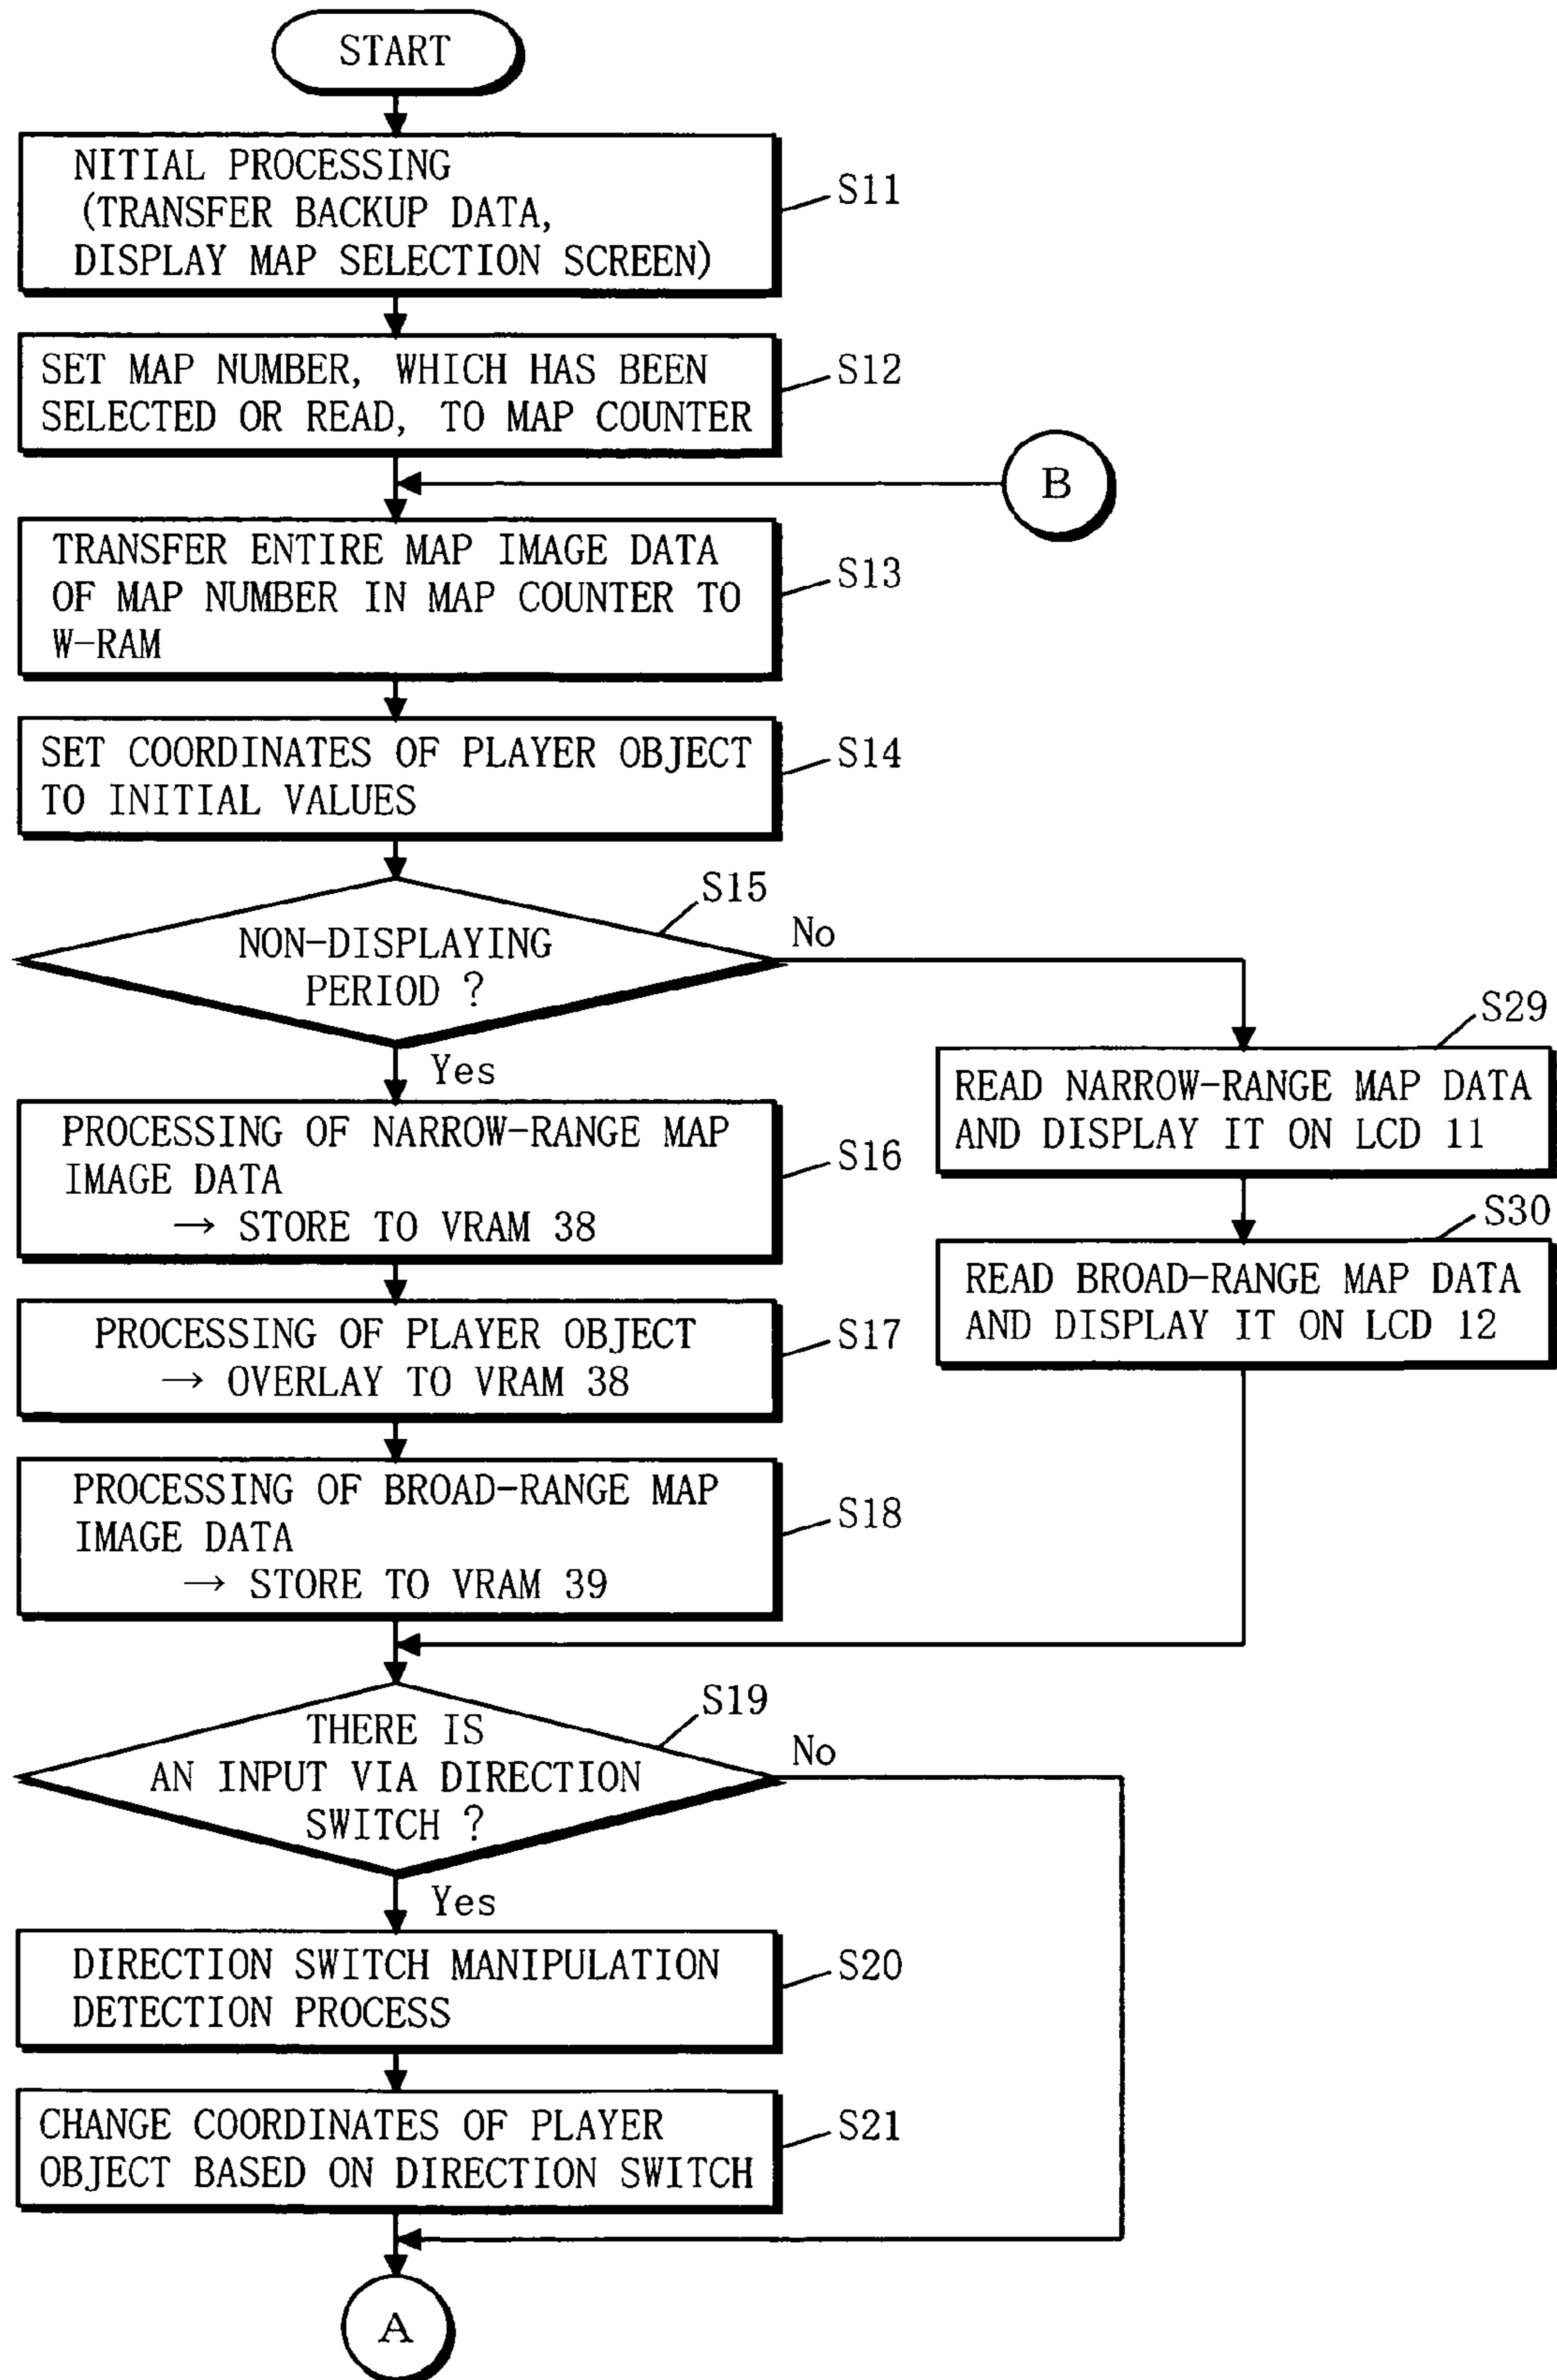 START
NITIAL PROCESSING
(TRANSFER BACKUP DATA,
DISPLAY MAP SELECTION SCREEN)
S11
SET MAP NUMBER, WHICH HAS BEEN
SELECTED OR READ, TO MAP COUNTER
S12
B
TRANSFER ENTIRE MAP IMAGE DATA
OF MAP NUMBER IN MAP COUNTER TO
W-RAM
S13
SET COORDINATES OF PLAYER OBJECT
TO INITIAL VALUES
S14
S15
NON-DISPLAYING
PERIOD ?
No
Yes
S29
READ NARROW-RANGE MAP DATA
AND DISPLAY IT ON LCD 11
PROCESSING OF NARROW-RANGE MAP
IMAGE DATA
→ STORE TO VRAM 38
S16
S30
READ BROAD-RANGE MAP DATA
AND DISPLAY IT ON LCD 12
PROCESSING OF PLAYER OBJECT
→ OVERLAY TO VRAM 38
S17
PROCESSING OF BROAD-RANGE MAP
IMAGE DATA
→ STORE TO VRAM 39
S18
S19
THERE IS
AN INPUT VIA DIRECTION
SWITCH ?
No
Yes
DIRECTION SWITCH MANIPULATION
DETECTION PROCESS
S20
CHANGE COORDINATES OF PLAYER
OBJECT BASED ON DIRECTION SWITCH
S21
A